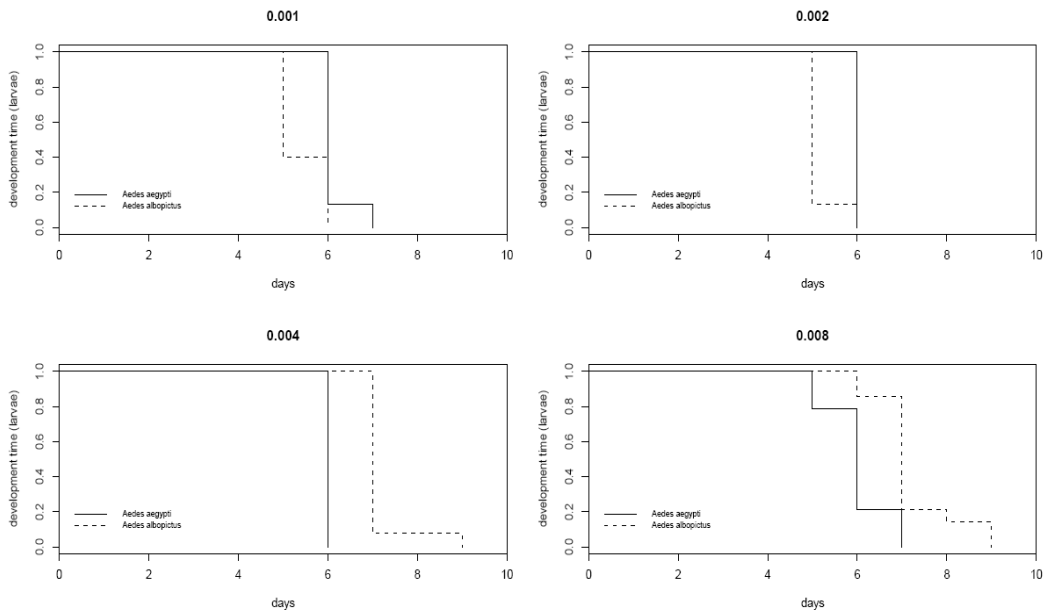 0.001
development time (larvae)
0.0 0.2 0.4 0.6 0.8 1.0
Aedes aegypti
Aedes albopictus
0 2 4 6 8 10
days
0.002
development time (larvae)
0.0 0.2 0.4 0.6 0.8 1.0
Aedes aegypti
Aedes albopictus
0 2 4 6 8 10
days
0.004
development time (larvae)
0.0 0.2 0.4 0.6 0.8 1.0
Aedes aegypti
Aedes albopictus
0 2 4 6 8 10
days
0.008
development time (larvae)
0.0 0.2 0.4 0.6 0.8 1.0
Aedes aegypti
Aedes albopictus
0 2 4 6 8 10
days